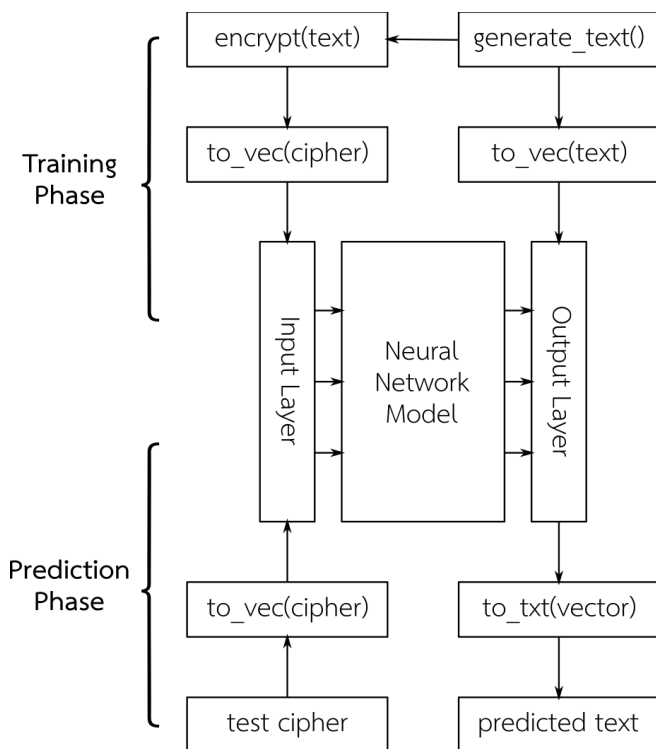 encrypt(text)
generate_text()
Training
Phase
to_vec(cipher)
to_vec(text)
Input Layer
Neural
Network
Model
Output Layer
Prediction
Phase
to_vec(cipher)
to_txt(vector)
test cipher
predicted text